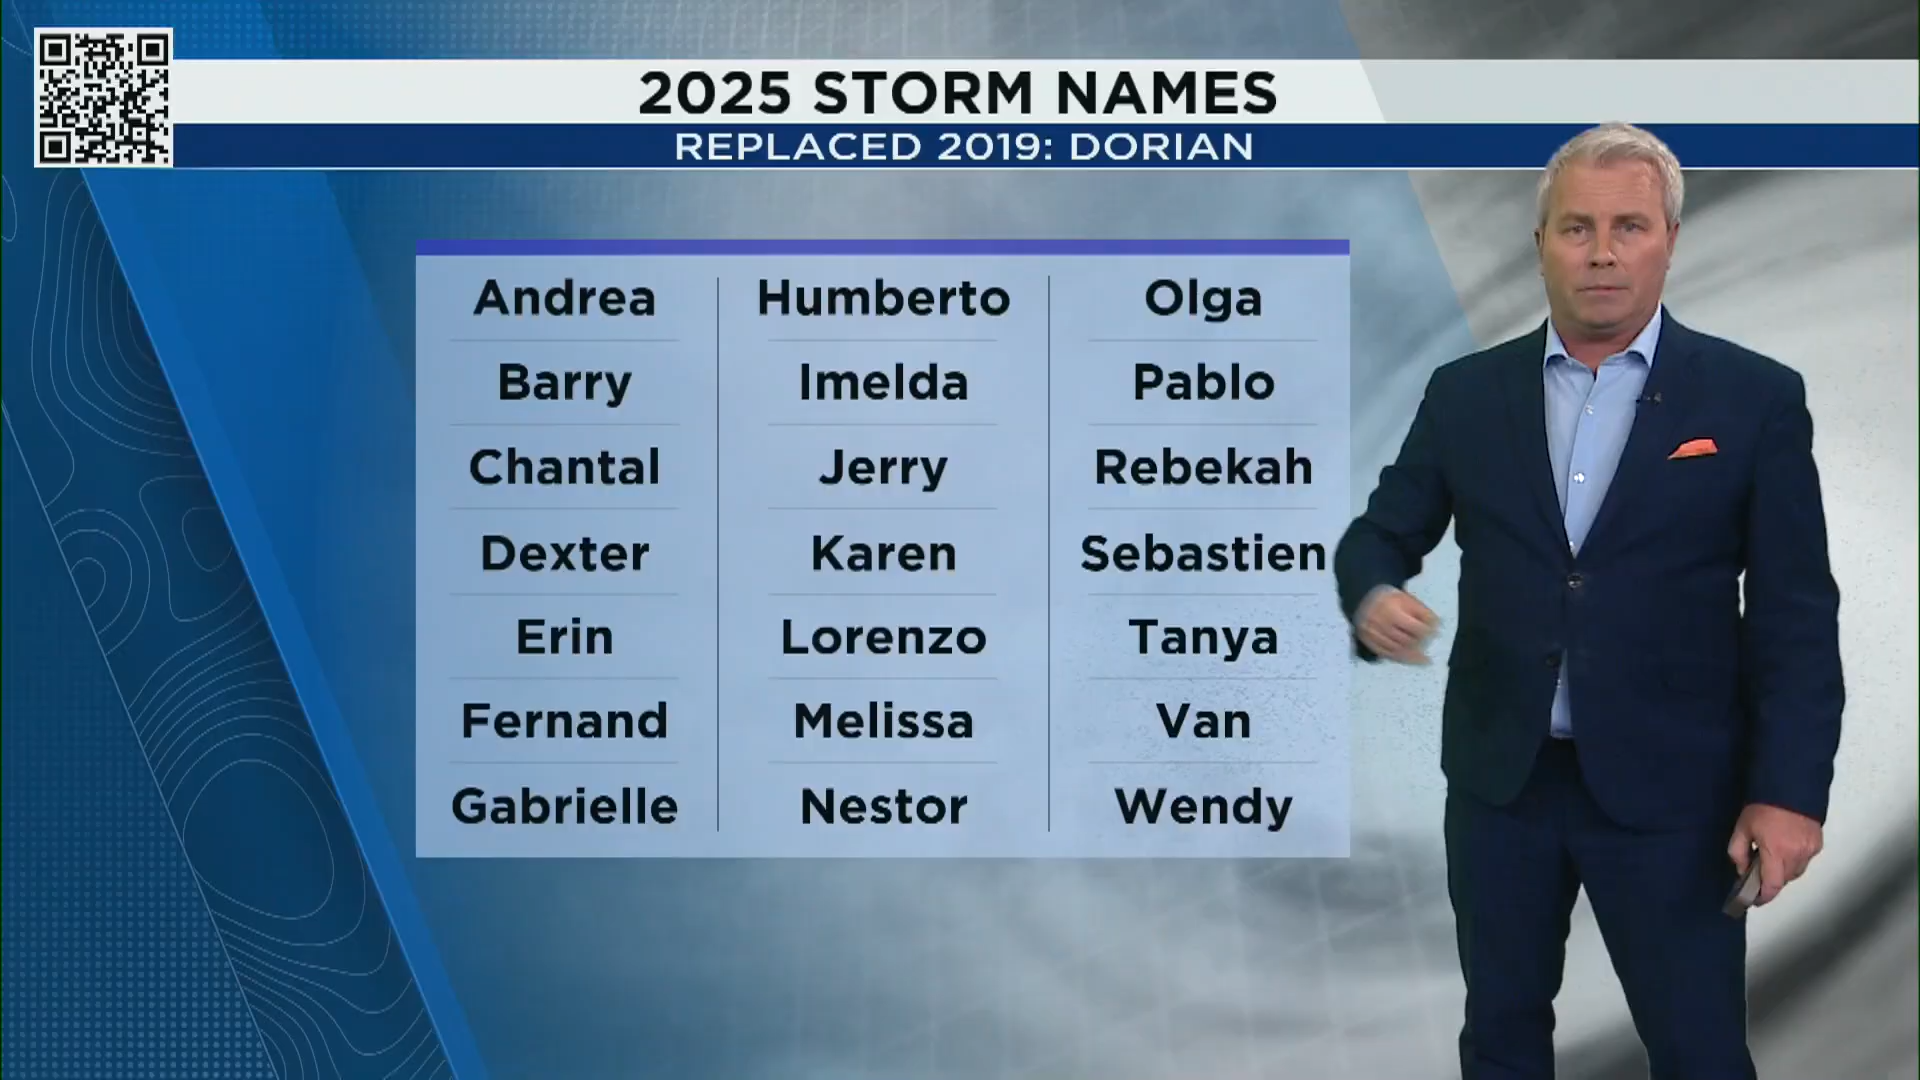 2025 STORM NAMES
REPLACED 2019: DORIAN
Andrea
Barry
Chantal
Dexter
Erin
Fernand
Gabrielle
Humberto
Imelda
Jerry
Karen
Lorenzo
Melissa
Nestor
Olga
Pablo
Rebekah
Sebastien
Tanya
Van
Wendy